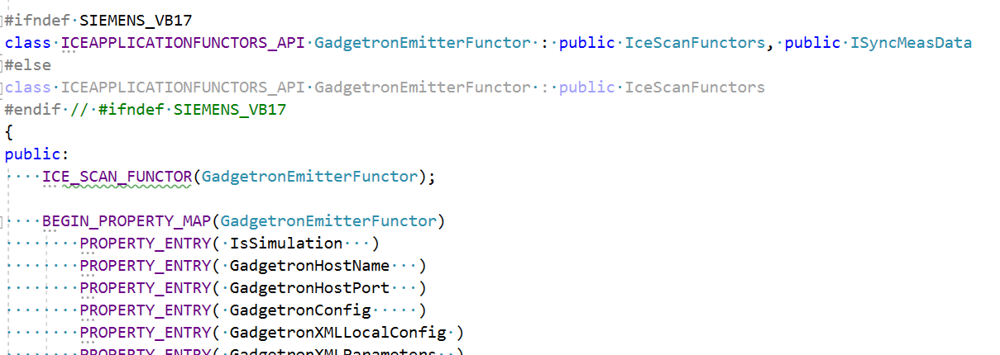 #ifndef SIEMENS_VB17
class ICEAPPLICATIONFUNCTORS_API GadgetronEmitterFunctor : public IceScanFunctors, public ISyncMeasData
#else
class ICEAPPLICATIONFUNCTORS_API GadgetronEmitterFunctor : public IceScanFunctors
#endif // #ifndef SIEMENS_VB17
{
public:
    ICE_SCAN_FUNCTOR(GadgetronEmitterFunctor);

    BEGIN_PROPERTY_MAP(GadgetronEmitterFunctor)
        PROPERTY_ENTRY( IsSimulation   )
        PROPERTY_ENTRY( GadgetronHostName   )
        PROPERTY_ENTRY( GadgetronHostPort   )
        PROPERTY_ENTRY( GadgetronConfig     )
        PROPERTY_ENTRY( GadgetronXMLLocalConfig )
        PROPERTY_ENTRY( GadgetronXMLParameters  )